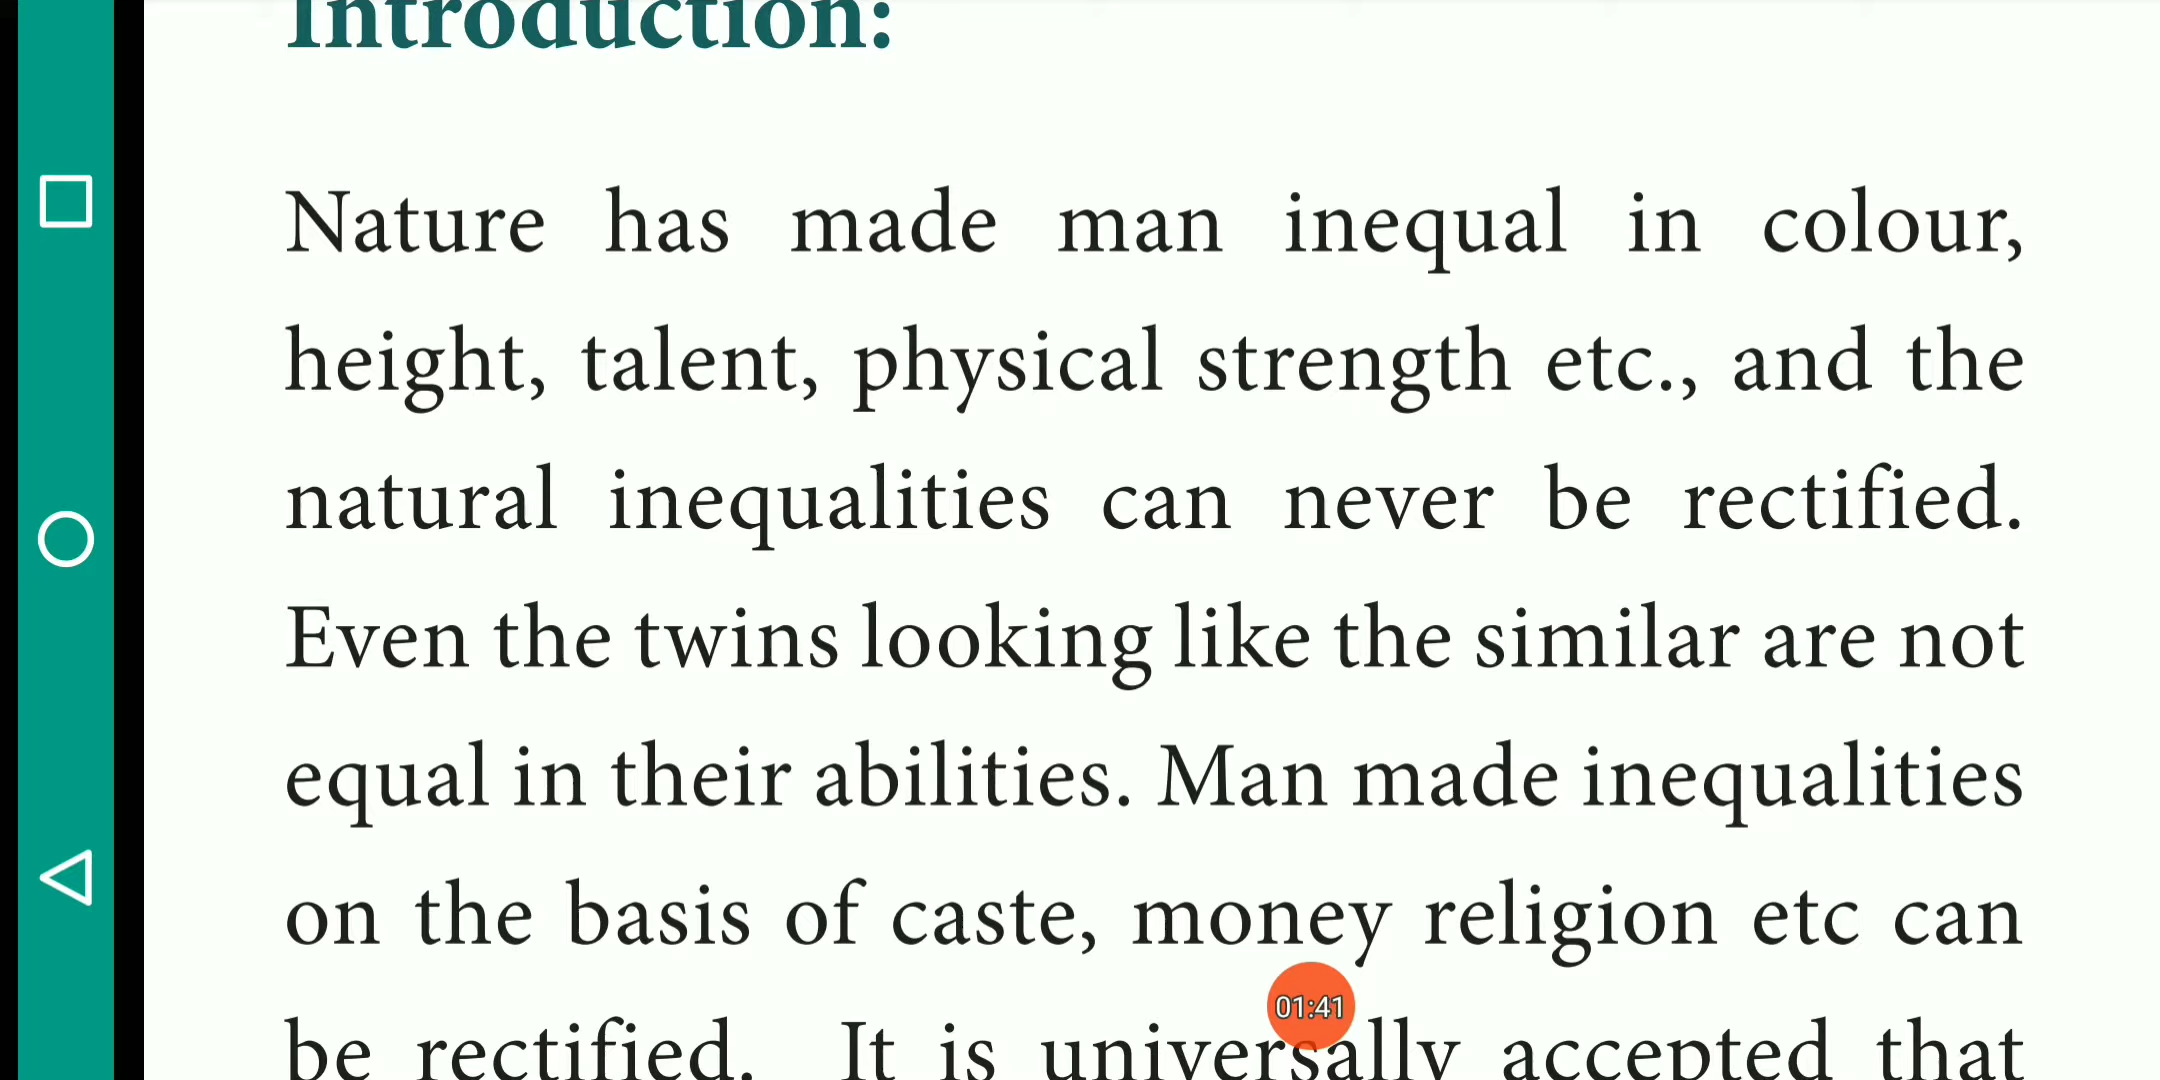 Introduction:
Nature has made man inequal in colour,
height, talent, physical strength etc., and the
natural inequalities can never be rectified.
Even the twins looking like the similar are not
equal in their abilities. Man made inequalities
on the basis of caste, money religion etc can
01:41
be rectified. It is universally accepted that